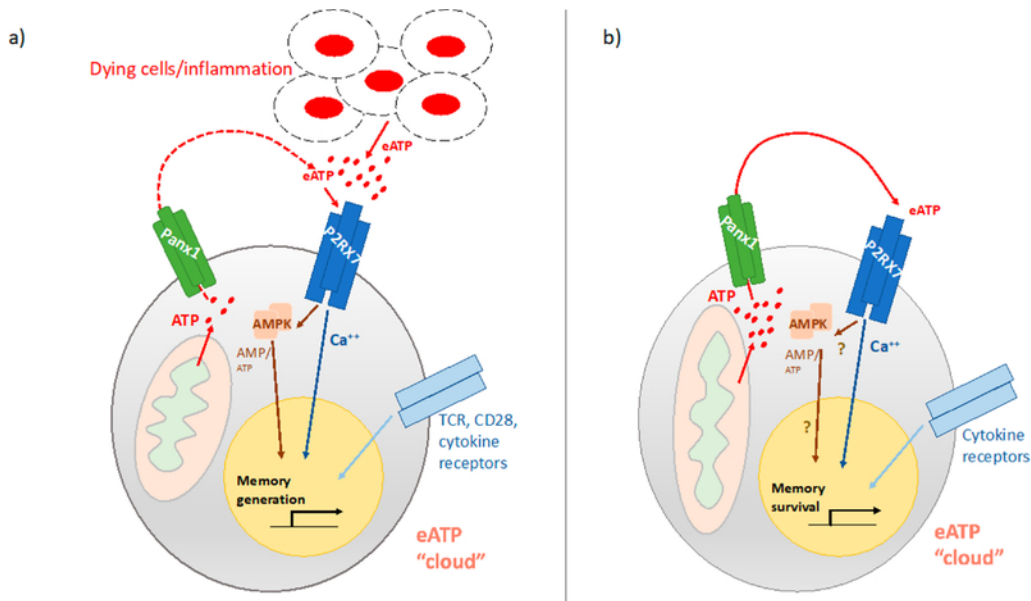 a)
Dying cells/inflammation
eATP
eATP
Panx1
P2RX7
ATP
AMPK
AMP/
ATP
Ca++
TCR, CD28,
cytokine
receptors
Memory
generation
eATP
"cloud"
b)
eATP
Panx1
P2RX7
ATP
AMPK
?
AMP/
ATP
Ca++
?
Cytokine
receptors
Memory
survival
eATP
"cloud"